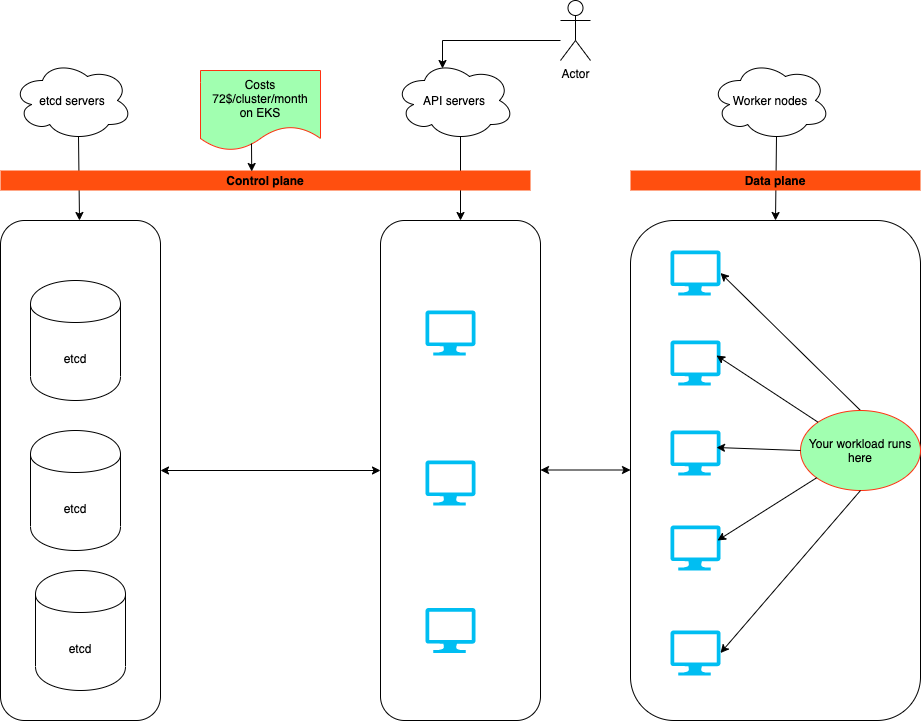 Actor
etcd servers
Costs
72$/cluster/month
on EKS
API servers
Worker nodes
Control plane
Data plane
etcd
etcd
etcd
Your workload runs
here